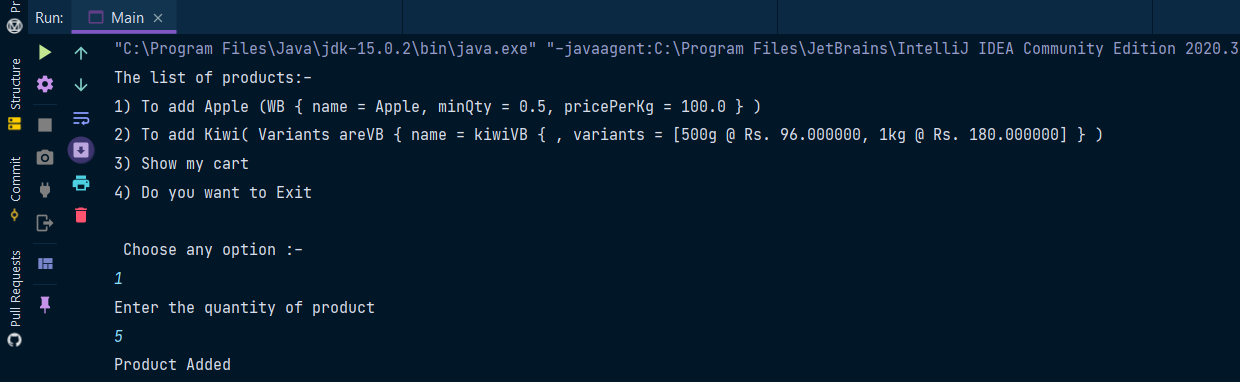 Run: Main ×
"C:\Program Files\Java\jdk-15.0.2\bin\java.exe" "-javaagent:C:\Program Files\JetBrains\IntelliJ IDEA Community Edition 2020.3
The list of products:-
1) To add Apple (WB { name = Apple, minQty = 0.5, pricePerKg = 100.0 } )
2) To add Kiwi( Variants areVB { name = kiwiVB { , variants = [500g @ Rs. 96.000000, 1kg @ Rs. 180.000000] } )
3) Show my cart
4) Do you want to Exit
Choose any option :-
1
Enter the quantity of product
5
Product Added
Pr
Structure
Commit
Pull Requests